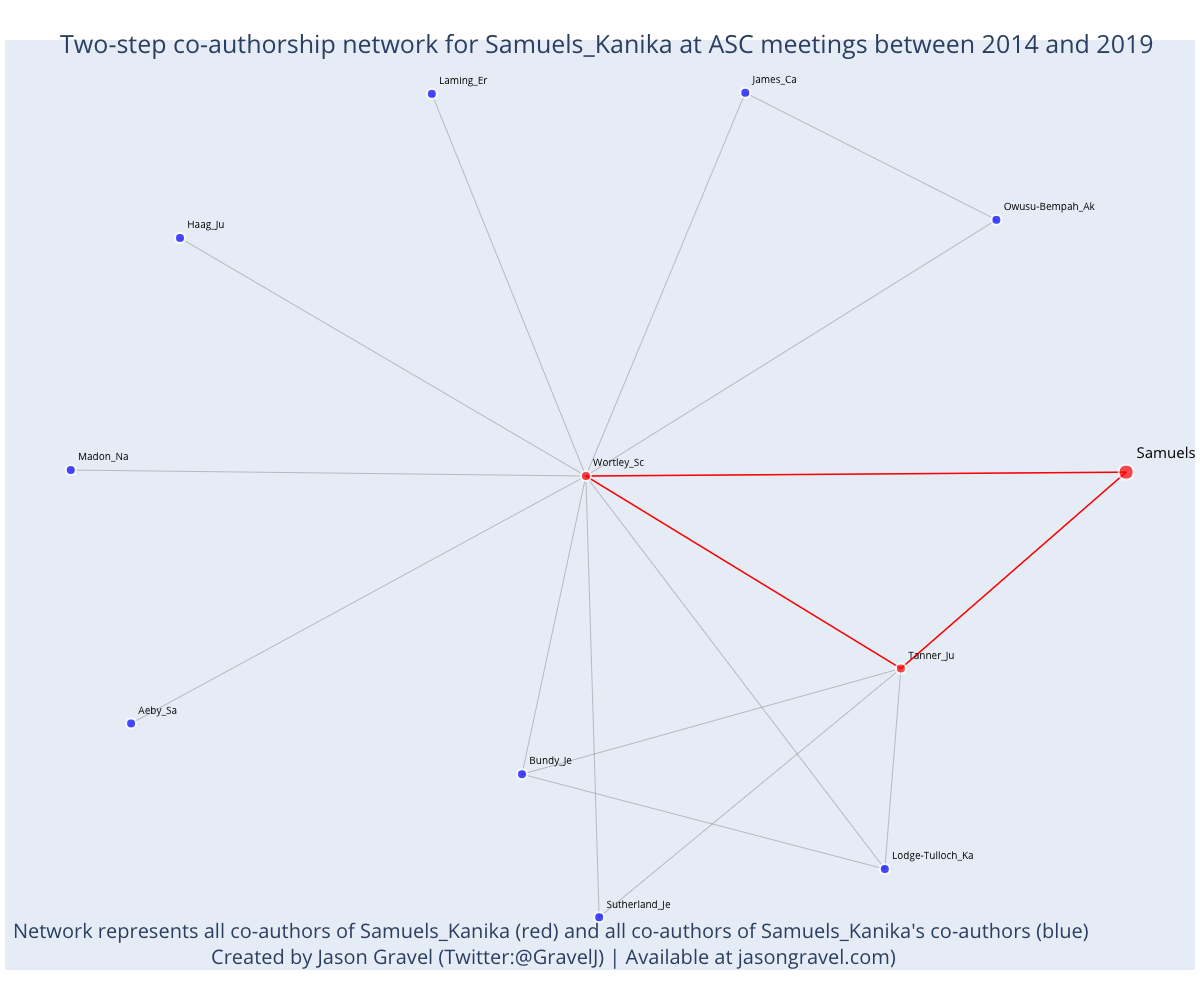 Two-step co-authorship network for Samuels_Kanika at ASC meetings between 2014 and 2019
Laming_Er
James_Ca
Owusu-Bempah_Ak
Haag_Ju
Madon_Na
Wortley_Sc
Samuels
Tanner_Ju
Aeby_Sa
Bundy_Je
Lodge-Tulloch_Ka
Sutherland_Je
Network represents all co-authors of Samuels_Kanika (red) and all co-authors of Samuels_Kanika's co-authors (blue)
Created by Jason Gravel (Twitter:@GravelJ) | Available at jasongravel.com)